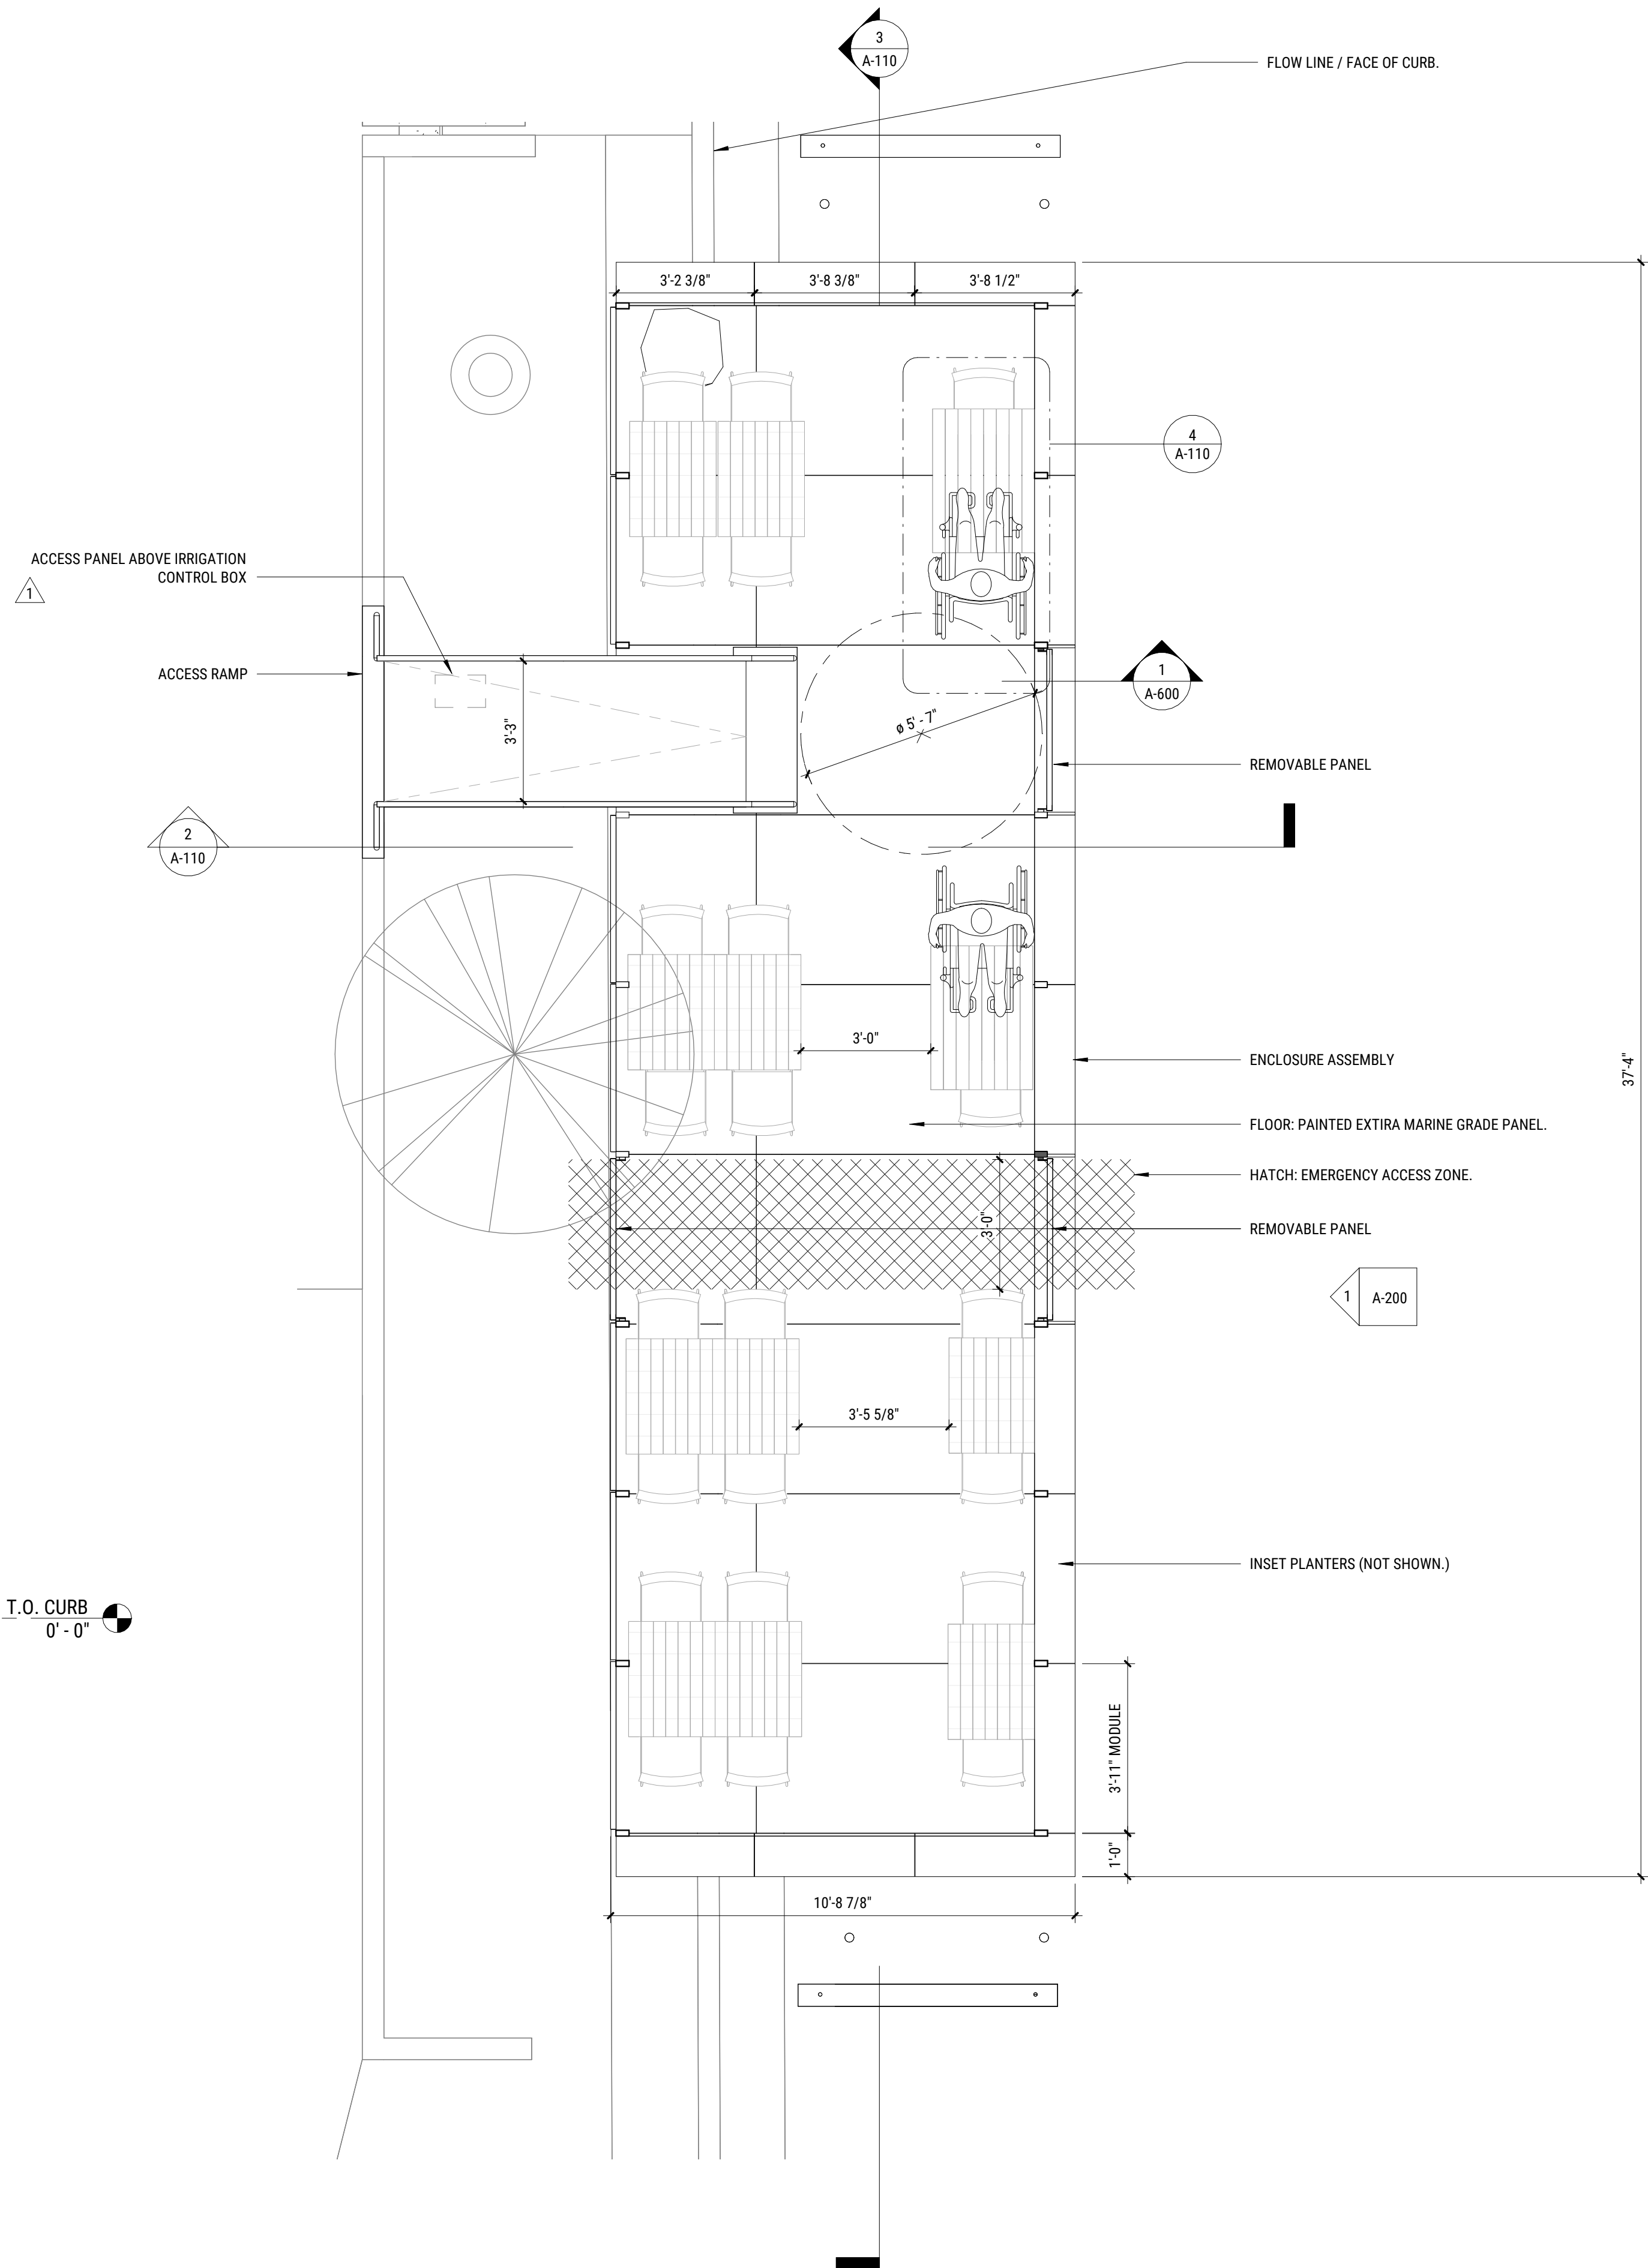 3
A-110
FLOW LINE / FACE OF CURB.
3'-2 3/8"
3'-8 3/8"
3'-8 1/2"
4
A-110
ACCESS PANEL ABOVE IRRIGATION
CONTROL BOX
1
ACCESS RAMP
3'-3"
ø 5' - 7"
1
A-600
REMOVABLE PANEL
2
A-110
3'-0"
ENCLOSURE ASSEMBLY
37'-4"
FLOOR: PAINTED EXTIRA MARINE GRADE PANEL.
HATCH: EMERGENCY ACCESS ZONE.
3'-0"
REMOVABLE PANEL
1
A-200
3'-5 5/8"
INSET PLANTERS (NOT SHOWN.)
T.O. CURB
0' - 0"
3'-11" MODULE
1'-0"
10'-8 7/8"